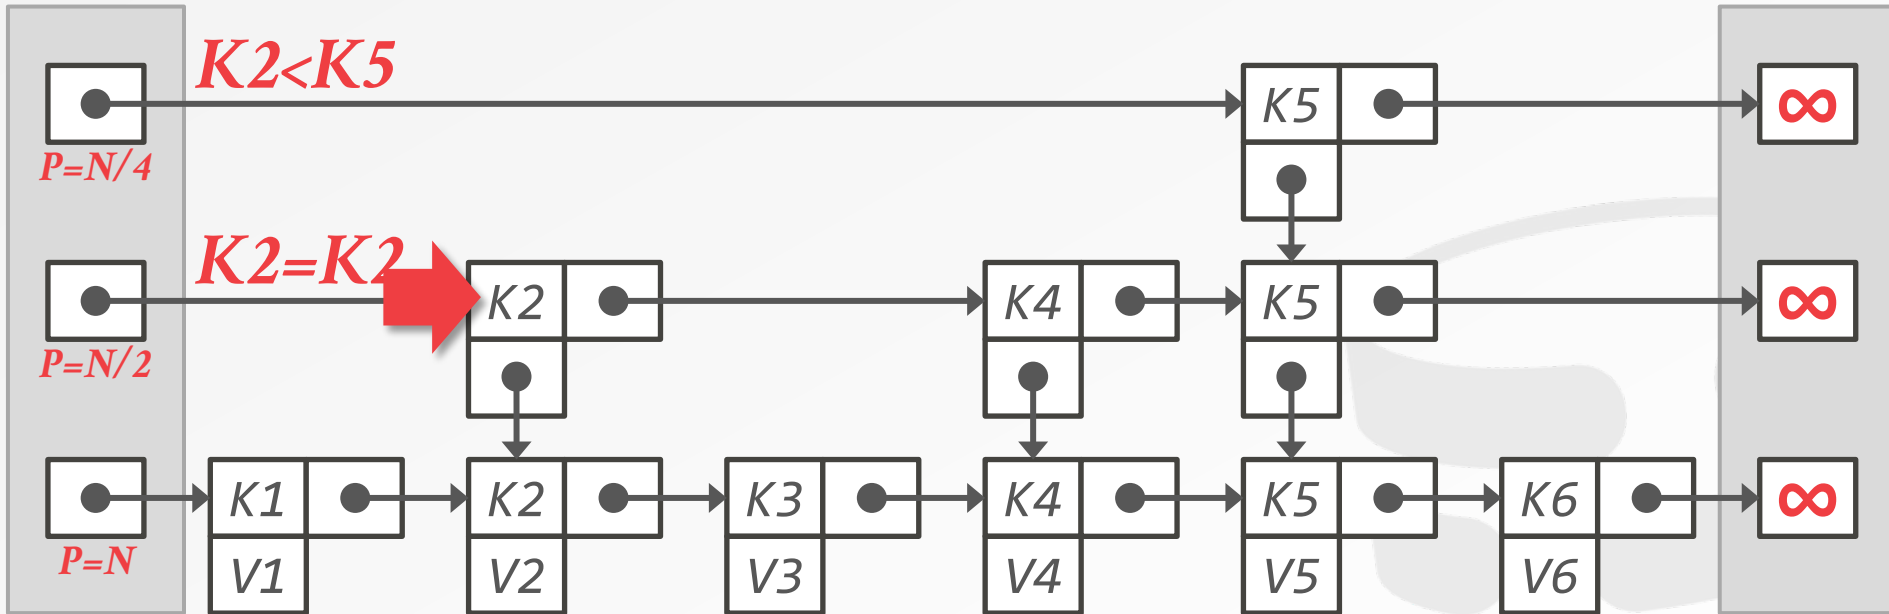 K2<K5
K5
∞
P=N/4
K2=K2
K2
K4
K5
∞
P=N/2
K1
K2
K3
K4
K5
K6
∞
P=N
V1
V2
V3
V4
V5
V6